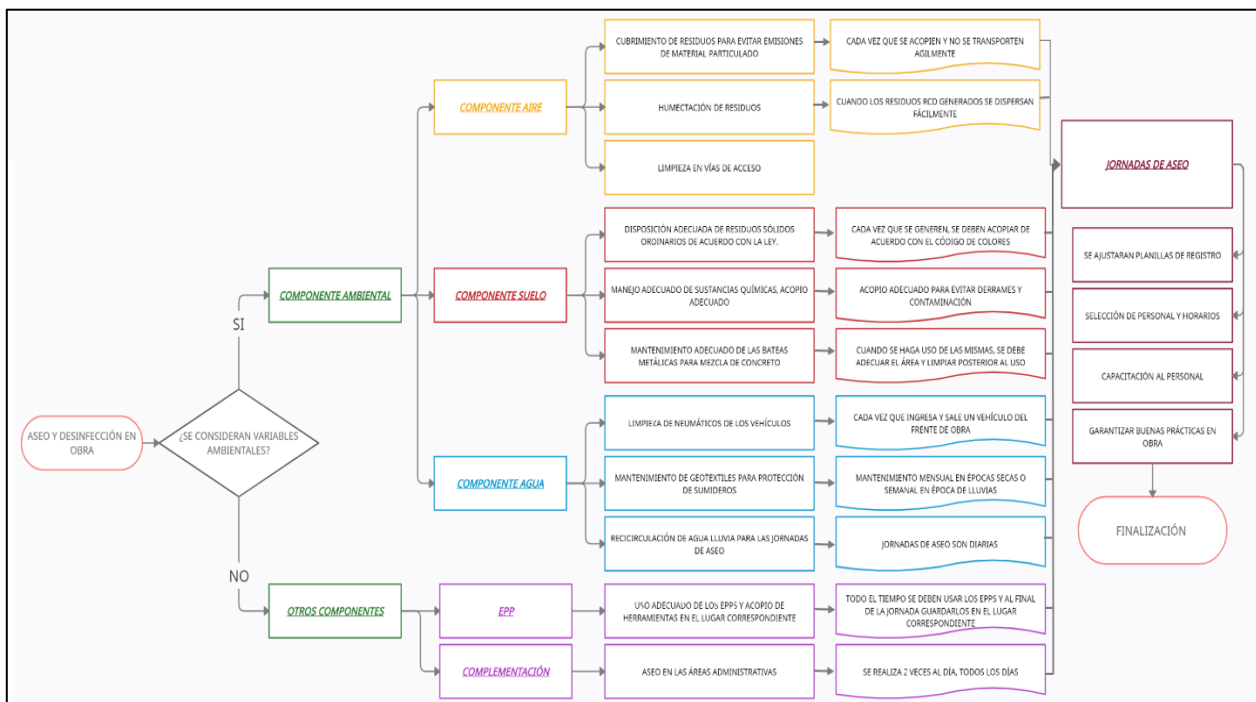 ASEO Y DESINFECCIÓN EN
OBRA
¿SE CONSIDERAN VARIABLES
AMBIENTALES?
SI
NO
COMPONENTE AMBIENTAL
COMPONENTE AIRE
CUBRIMIENTO DE RESIDUOS PARA EVITAR EMISIONES
DE MATERIAL PARTICULADO
CADA VEZ QUE SE ACOPIEN Y NO SE TRANSPORTEN
AGILMENTE
HUMECTACIÓN DE RESIDUOS
CUANDO LOS RESIDUOS RCD GENERADOS SE DISPERSAN
FÁCILMENTE
LIMPIEZA EN VÍAS DE ACCESO
COMPONENTE SUELO
DISPOSICIÓN ADECUADA DE RESIDUOS SÓLIDOS
ORDINARIOS DE ACUERDO CON LA LEY.
CADA VEZ QUE SE GENEREN, SE DEBEN ACOPIAR DE
ACUERDO CON EL CÓDIGO DE COLORES
MANEJO ADECUADO DE SUSTANCIAS QUÍMICAS, ACOPIO
ADECUADO
ACOPIO ADECUADO PARA EVITAR DERRAMES Y
CONTAMINACIÓN
MANTENIMIENTO ADECUADO DE LAS BATEAS
METÁLICAS PARA MEZCLA DE CONCRETO
CUANDO SE HAGA USO DE LAS MISMAS, SE DEBE
ADECUAR EL ÁREA Y LIMPIAR POSTERIOR AL USO
COMPONENTE AGUA
LIMPIECA DE NEUMÁTICOS DE LOS VEHÍCULOS
CADA VEZ QUE INGRESA Y SALE UN VEHÍCULO DEL
FRENTE DE OBRA
MANTENIMIENTO DE GEOTEXTILES PARA PROTECCIÓN
DE SUMIDEROS
MANTENIMIENTO MENSUAL EN ÉPOCAS SECAS O
SEMANAL EN ÉPOCA DE LLUVIAS
RECICIRCULACIÓN DE AGUA LLUVIA PARA LAS JORNADAS
DE ASEO
JORNADAS DE ASEO SON DIARIAS
OTROS COMPONENTES
EPP
USO ADECUADO DE LOS EPPS Y ACOPIO DE
HERRAMIENTAS EN EL LUGAR CORRESPONDIENTE
TODO EL TIEMPO SE DEBEN USAR LOS EPPS Y AL FINAL
DE LA JORNADA GUARDARLOS EN EL LUGAR
CORRESPONDIENTE
COMPLEMENTACIÓN
ASEO EN LAS ÁREAS ADMINISTRATIVAS
SE REALIZA 2 VECES AL DÍA, TODOS LOS DÍAS
JORNADAS DE ASEO
SE AJUSTARAN PLANILLAS DE REGISTRO
SELECCIÓN DE PERSONAL Y HORARIOS
CAPACITACIÓN AL PERSONAL
GARANTIZAR BUENAS PRÁCTICAS EN
OBRA
FINALIZACIÓN